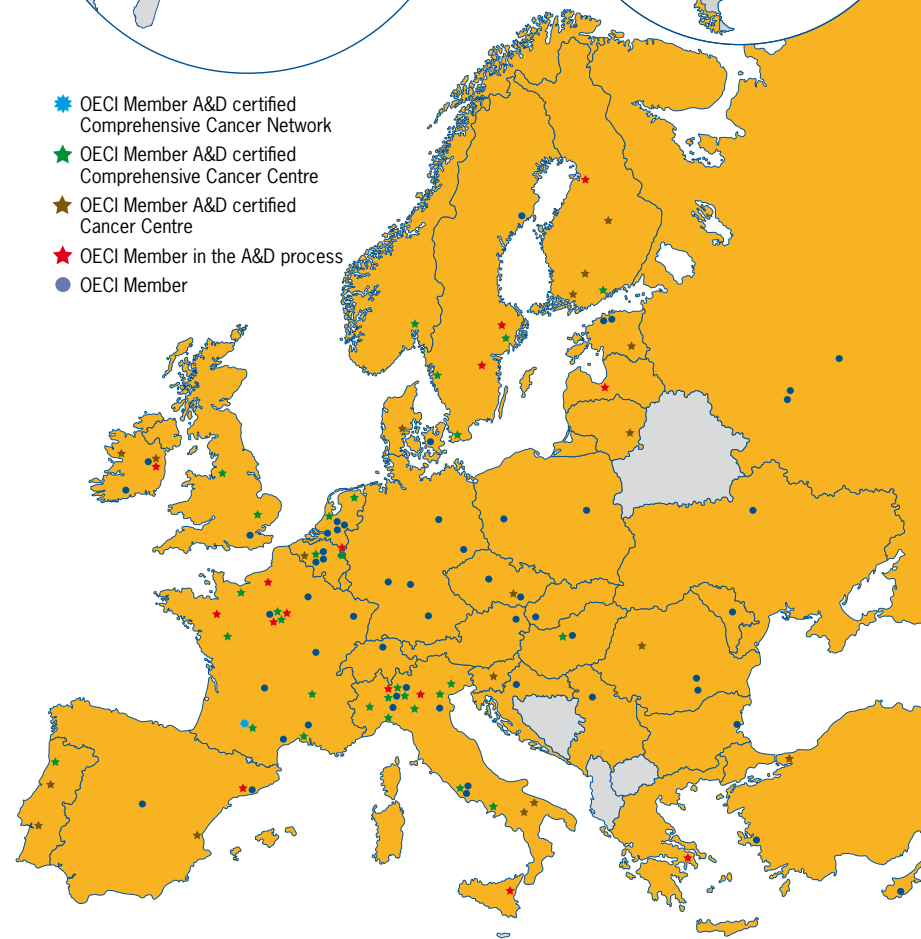 OECI Member A&D certified
Comprehensive Cancer Network
OECI Member A&D certified
Comprehensive Cancer Centre
OECI Member A&D certified
Cancer Centre
OECI Member in the A&D process
OECI Member